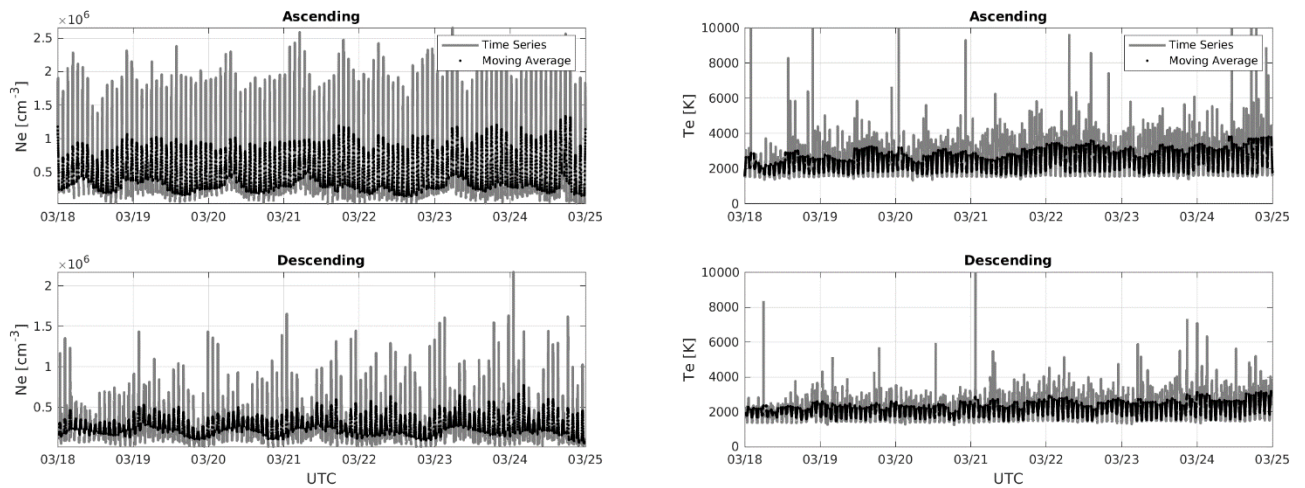 Ascending
×10⁶
Ne [cm⁻³]
2.5
2
1.5
1
0.5
Time Series
Moving Average
03/18 03/19 03/20 03/21 03/22 03/23 03/24 03/25
Ascending
Te [K]
10000
8000
6000
4000
2000
0
Time Series
Moving Average
03/18 03/19 03/20 03/21 03/22 03/23 03/24 03/25
Descending
×10⁶
Ne [cm⁻³]
2
1.5
1
0.5
03/18 03/19 03/20 03/21 03/22 03/23 03/24 03/25
UTC
Descending
Te [K]
10000
8000
6000
4000
2000
0
03/18 03/19 03/20 03/21 03/22 03/23 03/24 03/25
UTC